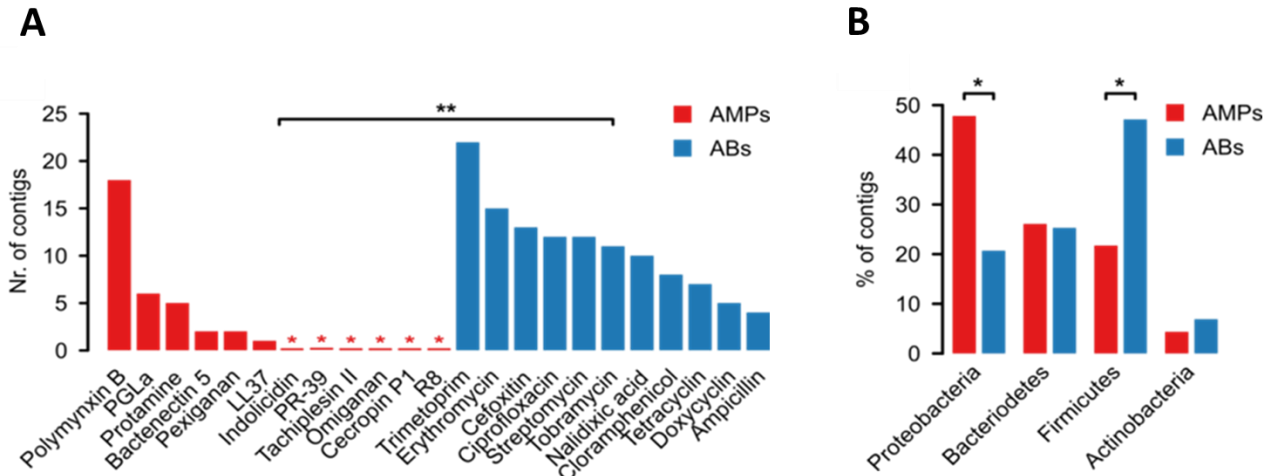 A
Nr. of contigs
25
20
15
10
5
0
**
AMPs
ABs
* * * * * *
Polymynxin B
PGLa
Protamine
Bactenectin 5
Pexiganan
LL37
Indolicidin
PR-39
Tachiplesin II
Omiganan
Cecropin P1
R8
Trimetoprim
Erythromycin
Cefoxitin
Ciprofloxacin
Streptomycin
Tobramycin
Nalidixic acid
Cloramphenicol
Tetracyclin
Doxycyclin
Ampicillin
B
% of contigs
50
40
30
20
10
0
*
*
AMPs
ABs
Proteobacteria
Bacteriodetes
Firmicutes
Actinobacteria